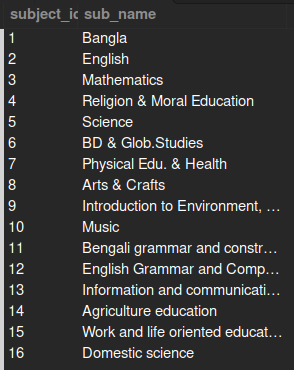 subject_ic sub_name
1 Bangla
2 English
3 Mathematics
4 Religion & Moral Education
5 Science
6 BD & Glob.Studies
7 Physical Edu. & Health
8 Arts & Crafts
9 Introduction to Environment, ...
10 Music
11 Bengali grammar and constr...
12 English Grammar and Comp...
13 Information and communicati...
14 Agriculture education
15 Work and life oriented educat...
16 Domestic science